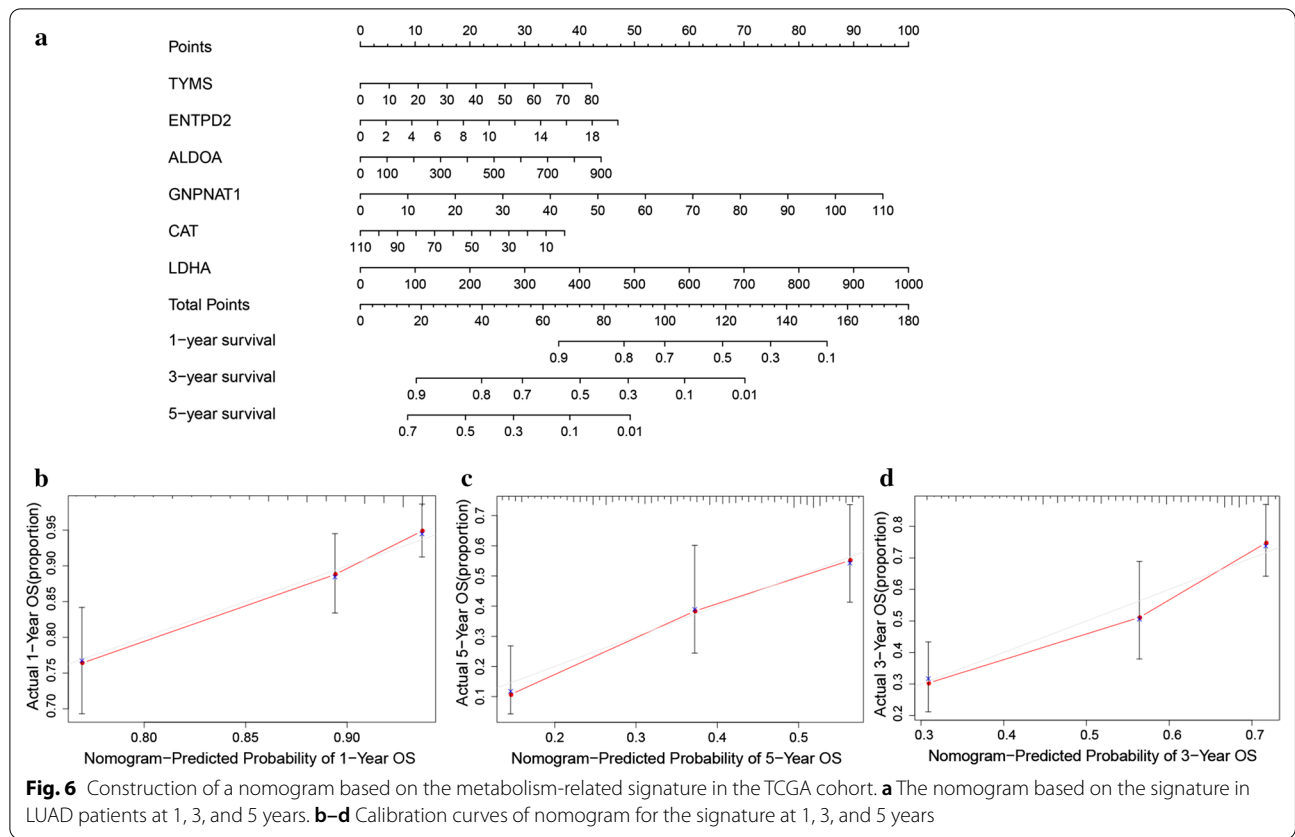 a
Points
0 10 20 30 40 50 60 70 80 90 100
TYMS
0 10 20 30 40 50 60 70 80
ENTPD2
0 2 4 6 8 10 14 18
ALDOA
0 100 300 500 700 900
GNPNAT1
0 10 20 30 40 50 60 70 80 90 100 110
CAT
110 90 70 50 30 10
LDHA
0 100 200 300 400 500 600 700 800 900 1000
Total Points
0 20 40 60 80 100 120 140 160 180
1−year survival
0.9 0.8 0.7 0.5 0.3 0.1
3−year survival
0.9 0.8 0.7 0.5 0.3 0.1 0.01
5−year survival
0.7 0.5 0.3 0.1 0.01
b
Actual 1−Year OS(proportion)
0.70 0.75 0.80 0.85 0.90 0.95
0.80 0.85 0.90
Nomogram−Predicted Probability of 1−Year OS
c
Actual 5−Year OS(proportion)
0.1 0.2 0.3 0.4 0.5 0.6 0.7
0.2 0.3 0.4 0.5
Nomogram−Predicted Probability of 5−Year OS
d
Actual 3−Year OS(proportion)
0.2 0.3 0.4 0.5 0.6 0.7 0.8
0.3 0.4 0.5 0.6 0.7
Nomogram−Predicted Probability of 3−Year OS
Fig. 6 Construction of a nomogram based on the metabolism-related signature in the TCGA cohort. a The nomogram based on the signature in
LUAD patients at 1, 3, and 5 years. b–d Calibration curves of nomogram for the signature at 1, 3, and 5 years